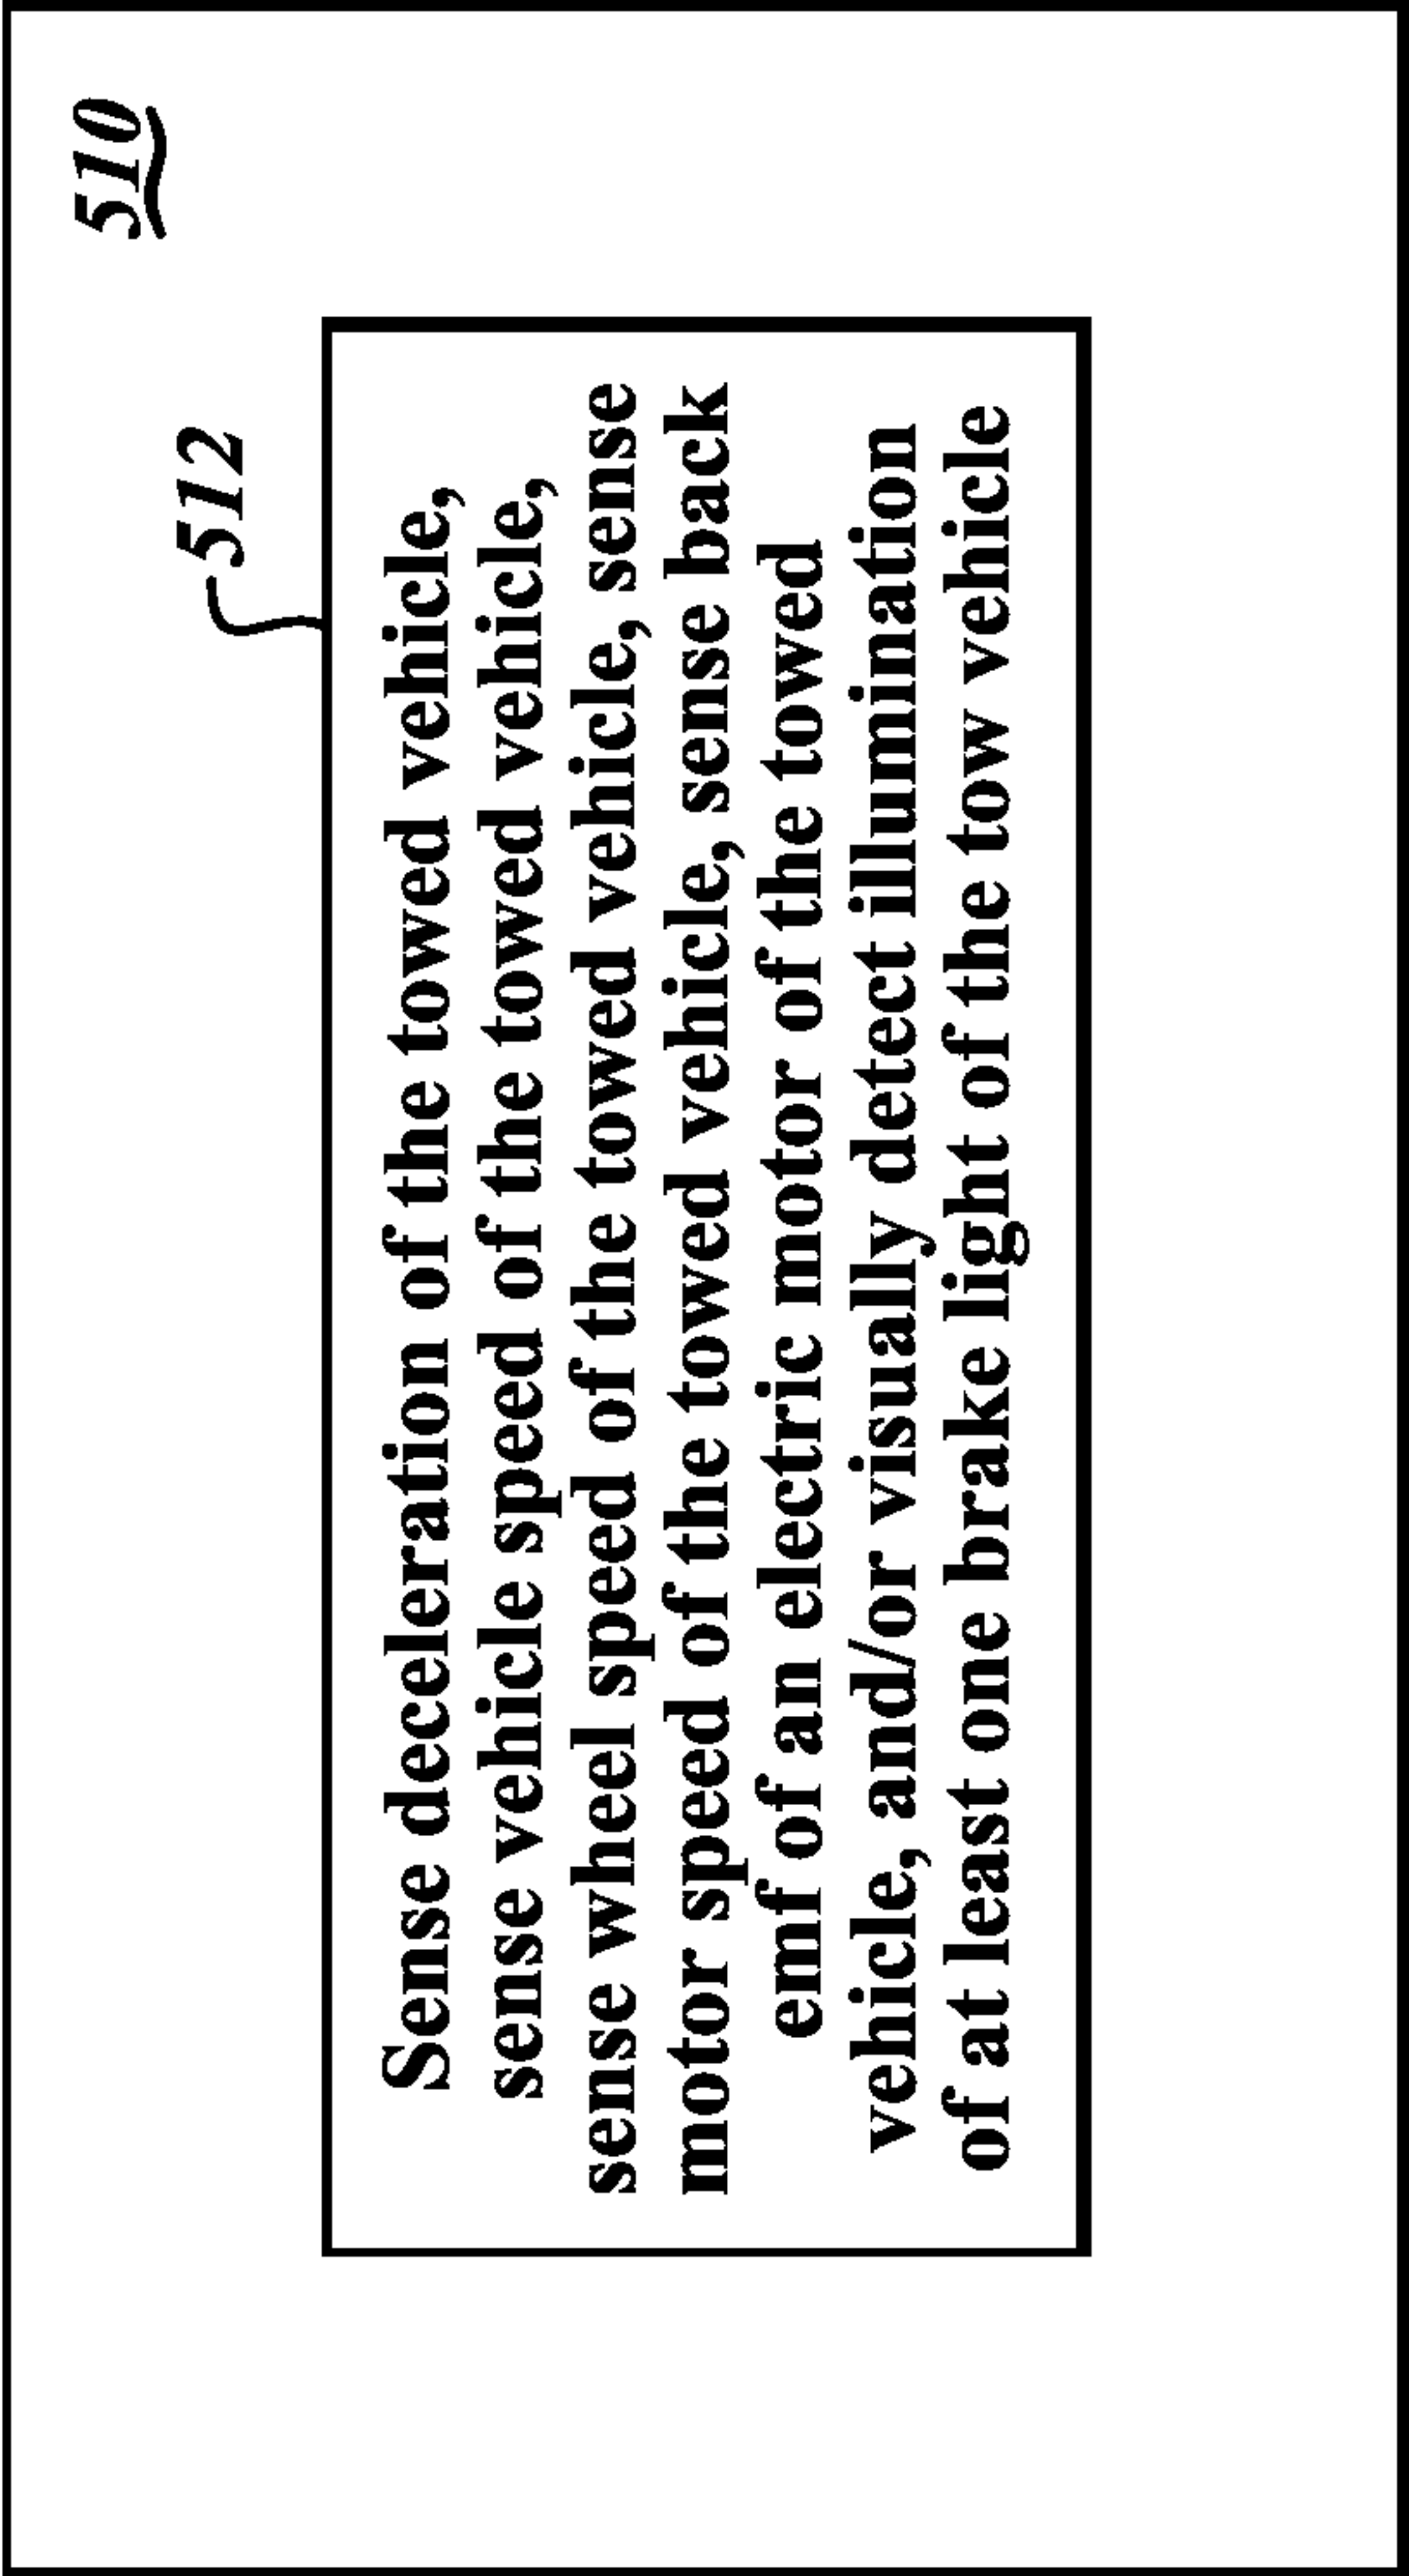 510
512
Sense deceleration of the towed vehicle,
sense vehicle speed of the towed vehicle,
sense wheel speed of the towed vehicle, sense
motor speed of the towed vehicle, sense back
emf of an electric motor of the towed
vehicle, and/or visually detect illumination
of at least one brake light of the tow vehicle